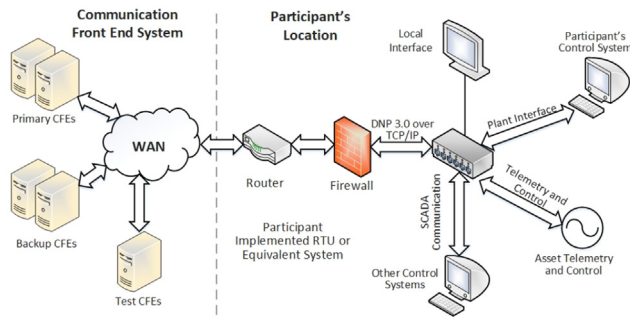 Communication
Front End System
Participant's
Location
Local
Interface
Participant's
Control System
Primary CFEs
WAN
DNP 3.0 over
TCP/IP
Plant Interface
Router
Firewall
Telemetry and
Control
SCADA
Communication
Backup CFEs
Participant
Implemented RTU or
Equivalent System
Test CFEs
Other Control
Systems
Asset Telemetry
and Control